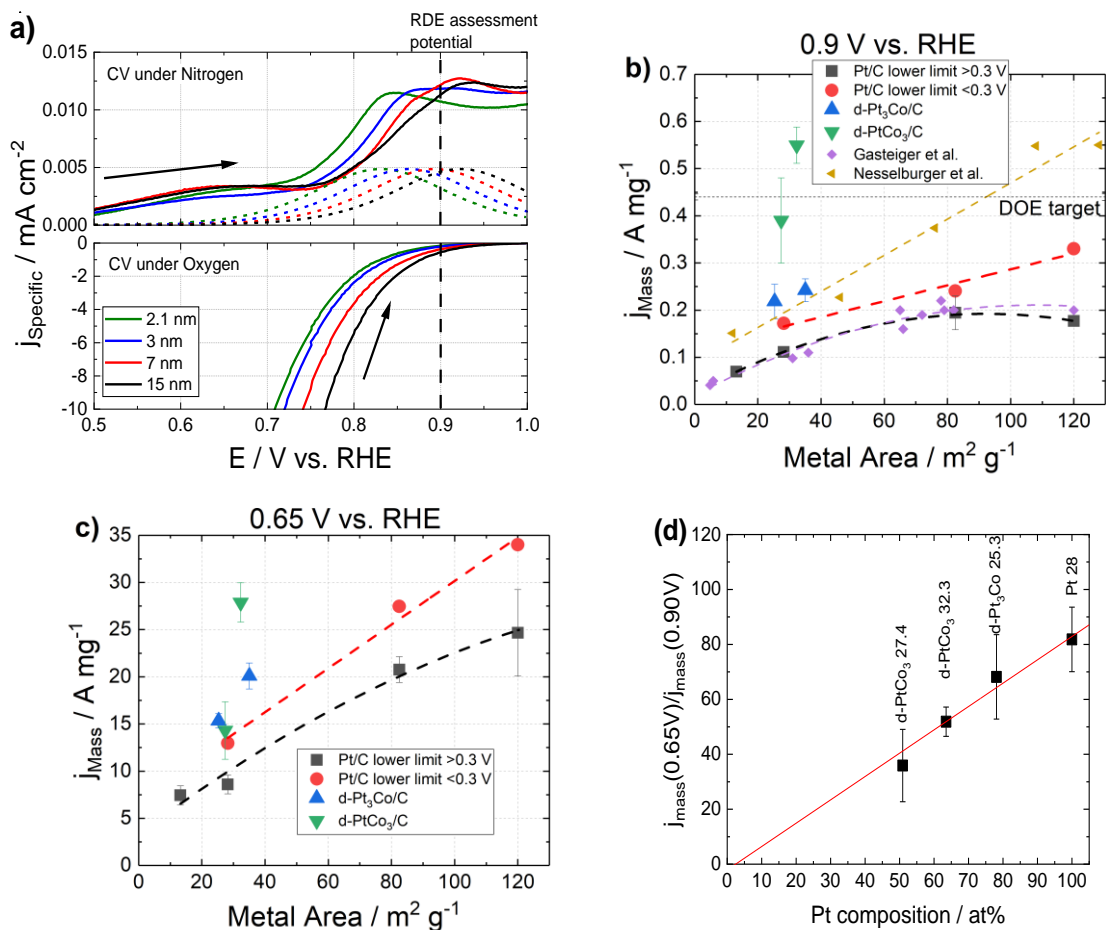 a)
RDE assessment
potential
CV under Nitrogen
0.015
0.010
0.005
0.000
CV under Oxygen
0
-2
-4
-6
-8
-10
2.1 nm
3 nm
7 nm
15 nm
j Specific / mA cm-2
0.5 0.6 0.7 0.8 0.9 1.0
E / V vs. RHE
b)
0.9 V vs. RHE
0.7
0.6
0.5
0.4
0.3
0.2
0.1
0.0
Pt/C lower limit >0.3 V
Pt/C lower limit <0.3 V
d-Pt3Co/C
d-PtCo3/C
Gasteiger et al.
Nesselburger et al.
DOE target
jMass / A mg-1
0 20 40 60 80 100 120
Metal Area / m2 g-1
c)
0.65 V vs. RHE
35
30
25
20
15
10
5
0
Pt/C lower limit >0.3 V
Pt/C lower limit <0.3 V
d-Pt3Co/C
d-PtCo3/C
jMass / A mg-1
0 20 40 60 80 100 120
Metal Area / m2 g-1
(d)
120
100
80
60
40
20
0
d-PtCo3 27.4
d-PtCo3 32.3
d-Pt3Co 25.3
Pt 28
jmass(0.65V)/jmass(0.90V)
0 10 20 30 40 50 60 70 80 90 100
Pt composition / at%